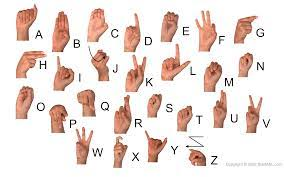 A B C D E F G
H I J K L M N
O P Q R S T U V
W X Y Z